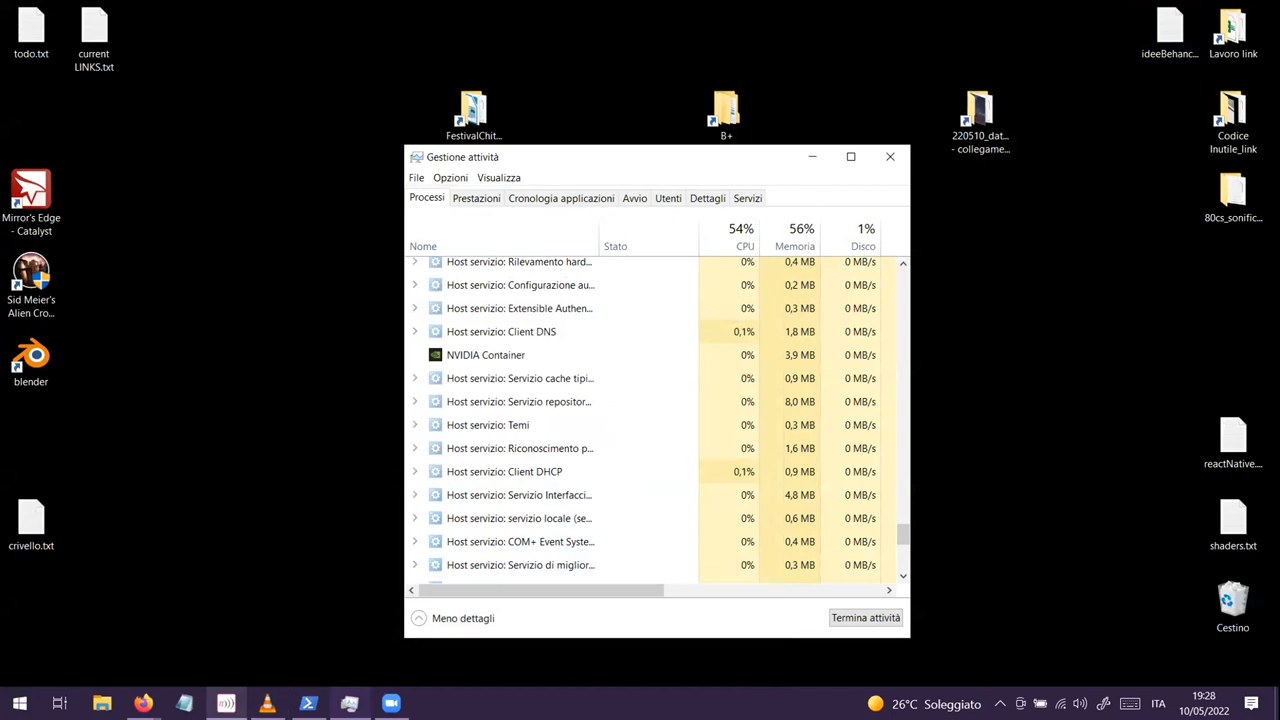 todo.txt
current
LINKS.txt
ideeBehanc...
Lavoro link
FestivalChit...
B+
220510_dat...
- collegame...
Codice
Inutile_link
Mirror's Edge
- Catalyst
80cs_sonific...
Sid Meier's
Alien Cro...
blender
reactNative....
crivello.txt
shaders.txt
Cestino
Gestione attività
File Opzioni Visualizza
Processi Prestazioni Cronologia applicazioni Avvio Utenti Dettagli Servizi
54% 56% 1%
Nome Stato CPU Memoria Disco
Host servizio: Rilevamento hard... 0% 0,4 MB 0 MB/s
Host servizio: Configurazione au... 0% 0,2 MB 0 MB/s
Host servizio: Extensible Authen... 0% 0,3 MB 0 MB/s
Host servizio: Client DNS 0,1% 1,8 MB 0 MB/s
NVIDIA Container 0% 3,9 MB 0 MB/s
Host servizio: Servizio cache tipi... 0% 0,9 MB 0 MB/s
Host servizio: Servizio repositor... 0% 8,0 MB 0 MB/s
Host servizio: Temi 0% 0,3 MB 0 MB/s
Host servizio: Riconoscimento p... 0% 1,6 MB 0 MB/s
Host servizio: Client DHCP 0,1% 0,9 MB 0 MB/s
Host servizio: Servizio Interfacci... 0% 4,8 MB 0 MB/s
Host servizio: servizio locale (se... 0% 0,6 MB 0 MB/s
Host servizio: COM+ Event Syste... 0% 0,4 MB 0 MB/s
Host servizio: Servizio di miglior... 0% 0,3 MB 0 MB/s
Meno dettagli Termina attività
26°C Soleggiato ITA 19:28
10/05/2022